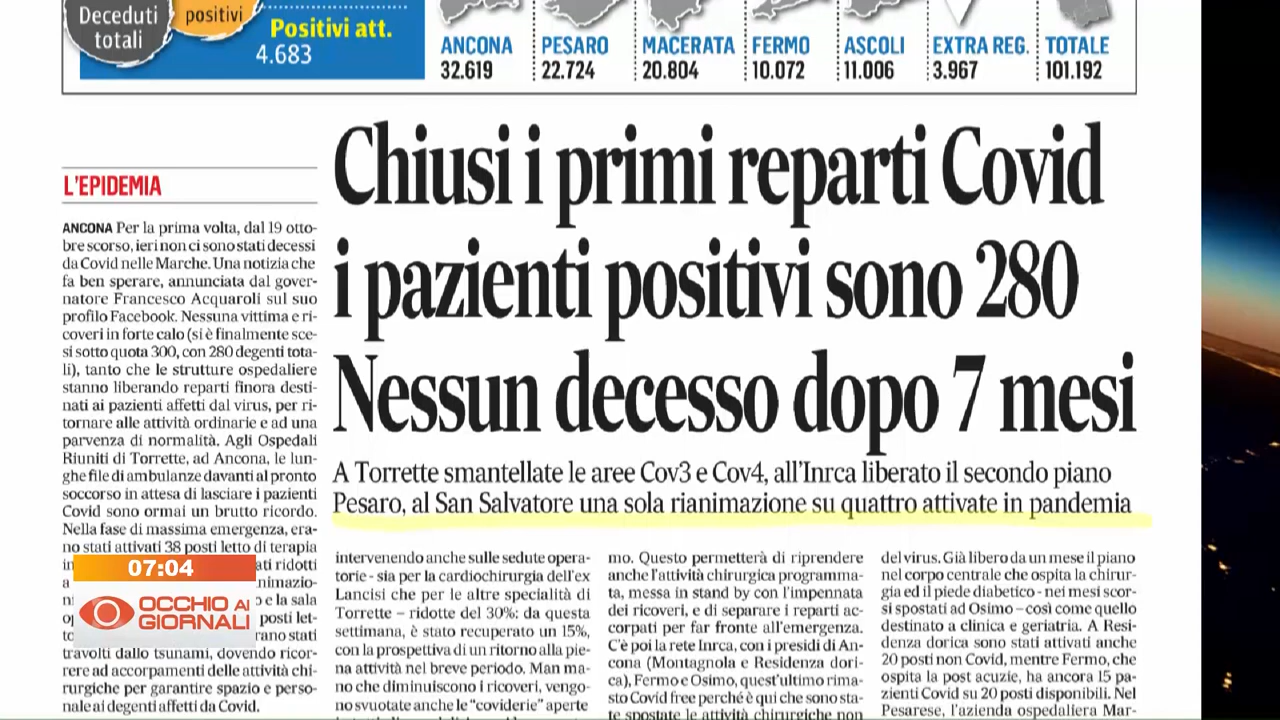 Deceduti
totali
positivi
Positivi att.
4.683
ANCONA
32.619
PESARO
22.724
MACERATA
20.804
FERMO
10.072
ASCOLI
11.006
EXTRA REG.
3.967
TOTALE
101.192
Chiusi i primi reparti Covid
i pazienti positivi sono 280
Nessun decesso dopo 7 mesi
A Torrette smantellate le aree Cov3 e Cov4, all'Inrca liberato il secondo piano
Pesaro, al San Salvatore una sola rianimazione su quattro attivate in pandemia
L'EPIDEMIA
ANCONA Per la prima volta, dal 19 otto-
bre scorso, ieri non ci sono stati decessi
da Covid nelle Marche. Una notizia che
fa ben sperare, annunciata dal gover-
natore Francesco Acquaroli sul suo
profilo Facebook. Nessuna vittima e ri-
coveri in forte calo (si è finalmente sce-
si sotto quota 300, con 280 degenti tota-
li), tanto che le strutture ospedaliere
stanno liberando reparti finora desti-
nati ai pazienti affetti dal virus, per ri-
tornare alle attività ordinarie e ad una
parvenza di normalità. Agli Ospedali
Riuniti di Torrette, ad Ancona, le lun-
ghe file di ambulanze davanti al pronto
soccorso in attesa di lasciare i pazienti
Covid sono ormai un brutto ricordo.
Nella fase di massima emergenza, era-
no stati attivati 38 posti letto di terapia
in
ati ridotti
a
nimazio-
o e la sala
posti let-
rano stati
travolti dallo tsunami, dovendo ricor-
rere ad accorpamenti delle attività chi-
rurgiche per garantire spazio e perso-
nale ai degenti affetti da Covid.
intervenendo anche sulle sedute opera-
torie - sia per la cardiochirurgia dell'ex
Lancisi che per le altre specialità di
Torrette – ridotte del 30%: da questa
settimana, è stato recuperato un 15%,
con la prospettiva di un ritorno alla pie-
na attività nel breve periodo. Man ma-
no che diminuiscono i ricoveri, vengo-
no svuotate anche le "coviderie" aperte
mo. Questo permetterà di riprendere
anche l'attività chirurgica programma-
ta, messa in stand by con l'impennata
dei ricoveri, e di separare i reparti ac-
corpati per far fronte all'emergenza.
C'è poi la rete Inrca, con i presidi di An-
cona (Montagnola e Residenza dori-
ca), Fermo e Osimo, quest'ultimo rima-
sto Covid free perché è qui che sono sta-
te spostate le attività chirurgiche non
del virus. Già libero da un mese il piano
nel corpo centrale che ospita la chirur-
gia ed il piede diabetico - nei mesi scor-
si spostati ad Osimo – così come quello
destinato a clinica e geriatria. A Resi-
denza dorica sono stati attivati anche
20 posti non Covid, mentre Fermo, che
ospita la post acuzie, ha ancora 15 pa-
zienti Covid su 20 posti disponibili. Nel
Pesarese, l'azienda ospedaliera Mar-
07:04
OCCHIO AI
GIORNALI